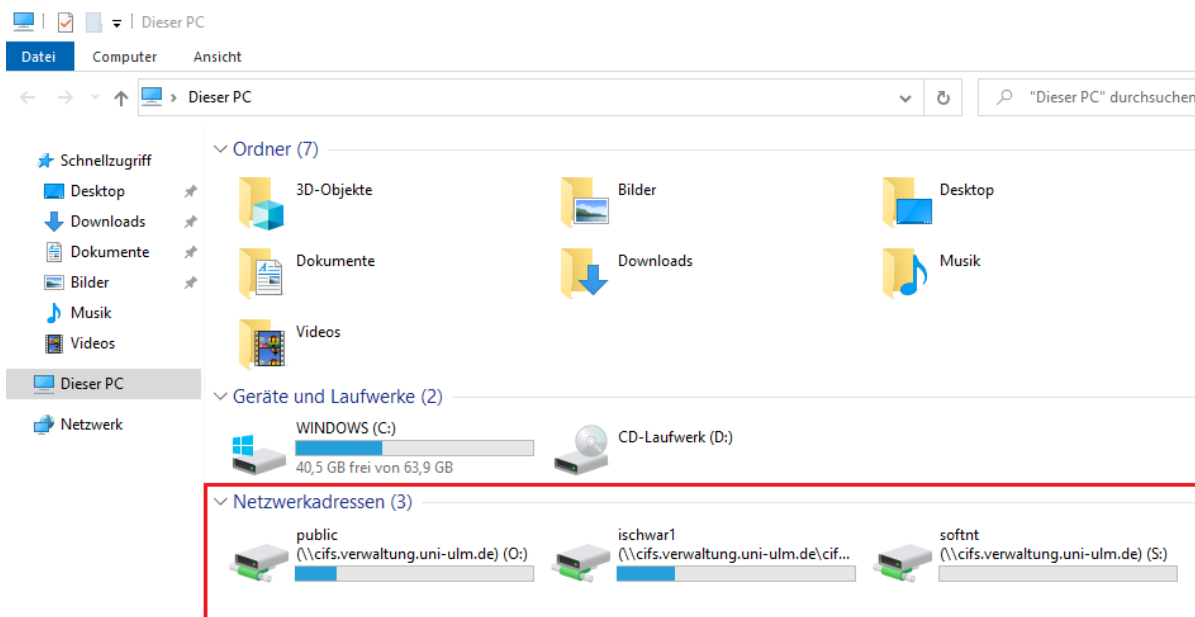 Dieser PC
Datei Computer Ansicht
Dieser PC "Dieser PC" durchsuchen
Schnellzugriff
Desktop
Downloads
Dokumente
Bilder
Musik
Videos
Dieser PC
Netzwerk
Ordner (7)
3D-Objekte
Bilder
Desktop
Dokumente
Downloads
Musik
Videos
Geräte und Laufwerke (2)
WINDOWS (C:)
40,5 GB frei von 63,9 GB
CD-Laufwerk (D:)
Netzwerkadressen (3)
public
(\\cifs.verwaltung.uni-ulm.de) (O:)
ischwar1
(\\cifs.verwaltung.uni-ulm.de\cif...
softnt
(\\cifs.verwaltung.uni-ulm.de) (S:)